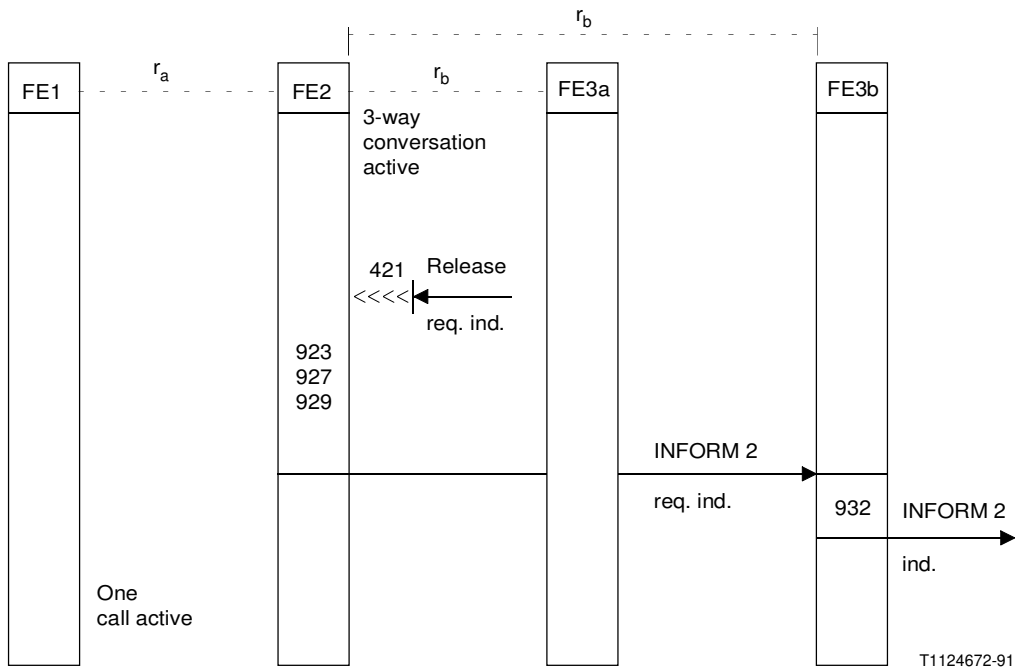 r_b
r_a
r_b
FE1
FE2
FE3a
FE3b
3-way
conversation
active
421
Release
<<<<
req. ind.
923
927
929
INFORM 2
req. ind.
932
INFORM 2
ind.
One
call active
T1124672-91